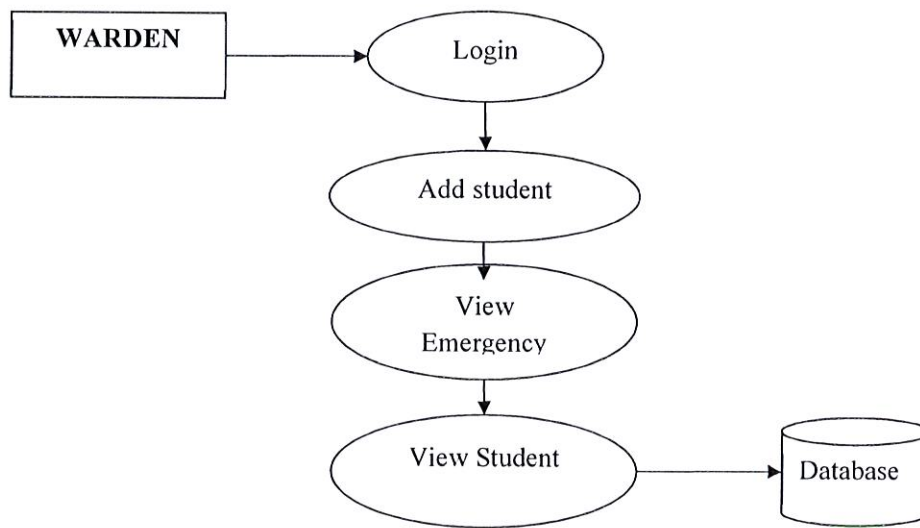 WARDEN
Login
Add student
View
Emergency
View Student
Database